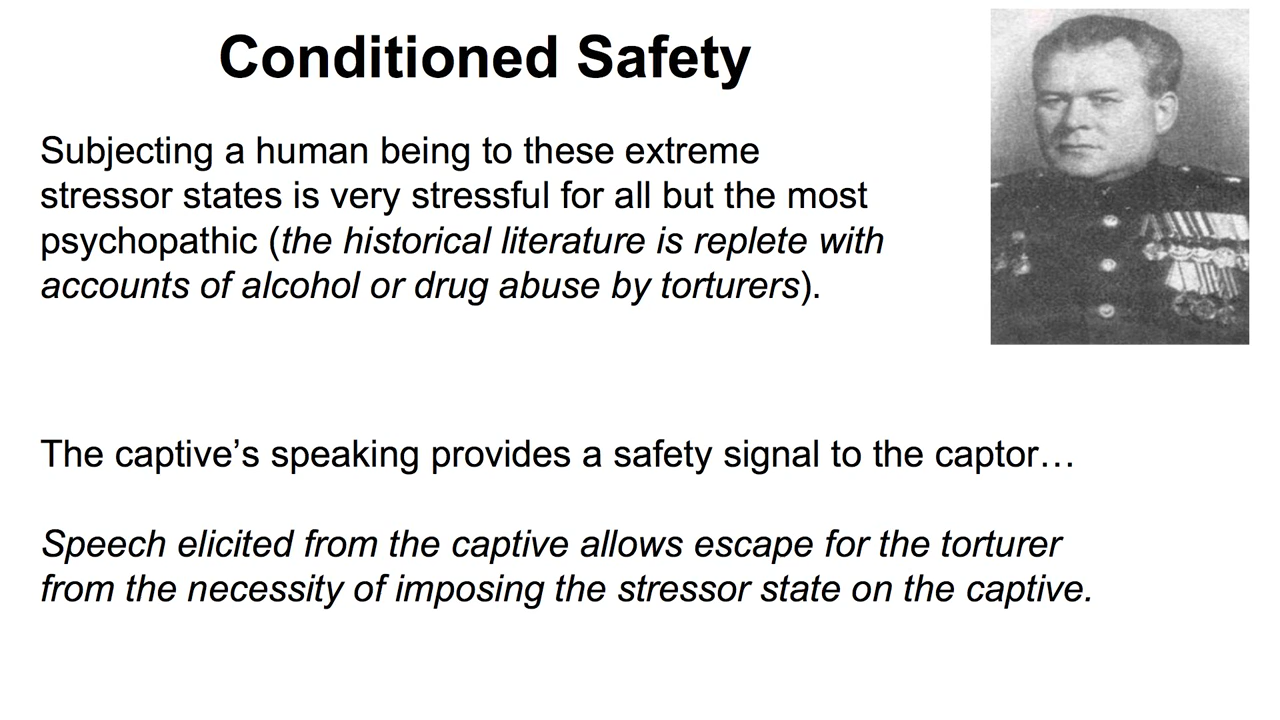 Conditioned Safety
Subjecting a human being to these extreme
stressor states is very stressful for all but the most
psychopathic (the historical literature is replete with
accounts of alcohol or drug abuse by torturers).
The captive’s speaking provides a safety signal to the captor…
Speech elicited from the captive allows escape for the torturer
from the necessity of imposing the stressor state on the captive.